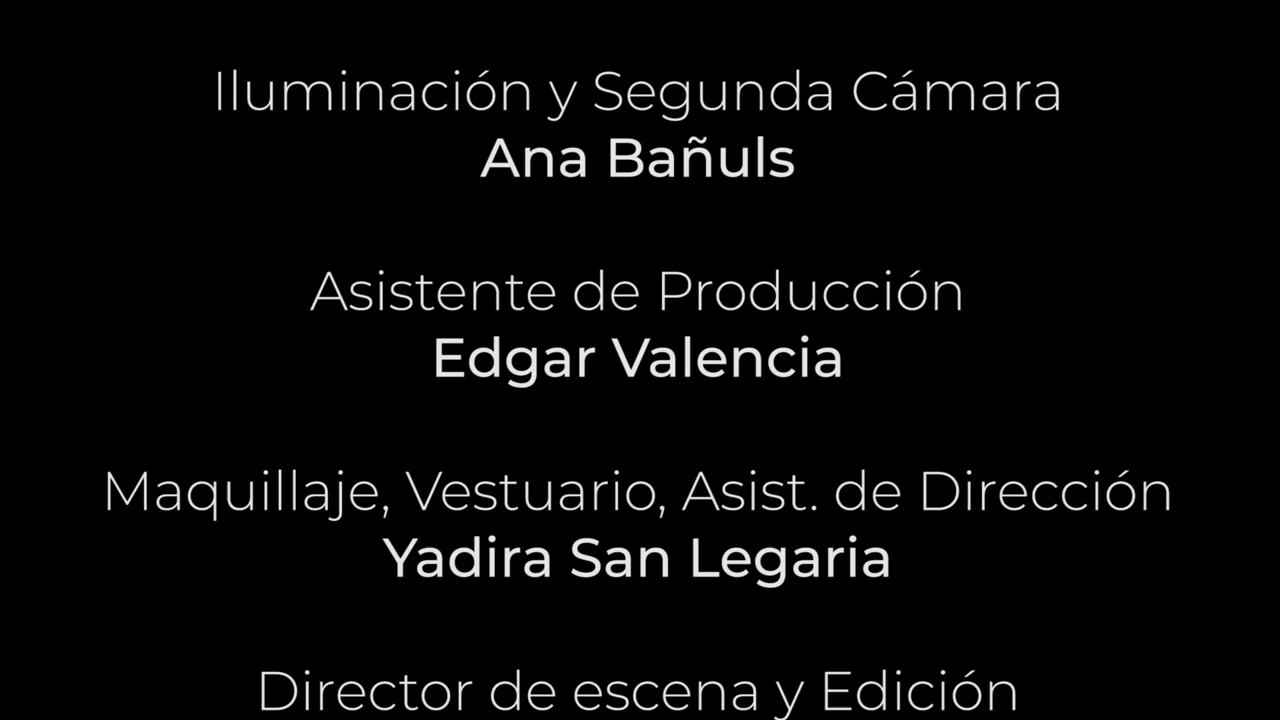 Iluminación y Segunda Cámara
Ana Bañuls
Asistente de Producción
Edgar Valencia
Maquillaje, Vestuario, Asist. de Dirección
Yadira San Legaria
Director de escena y Edición